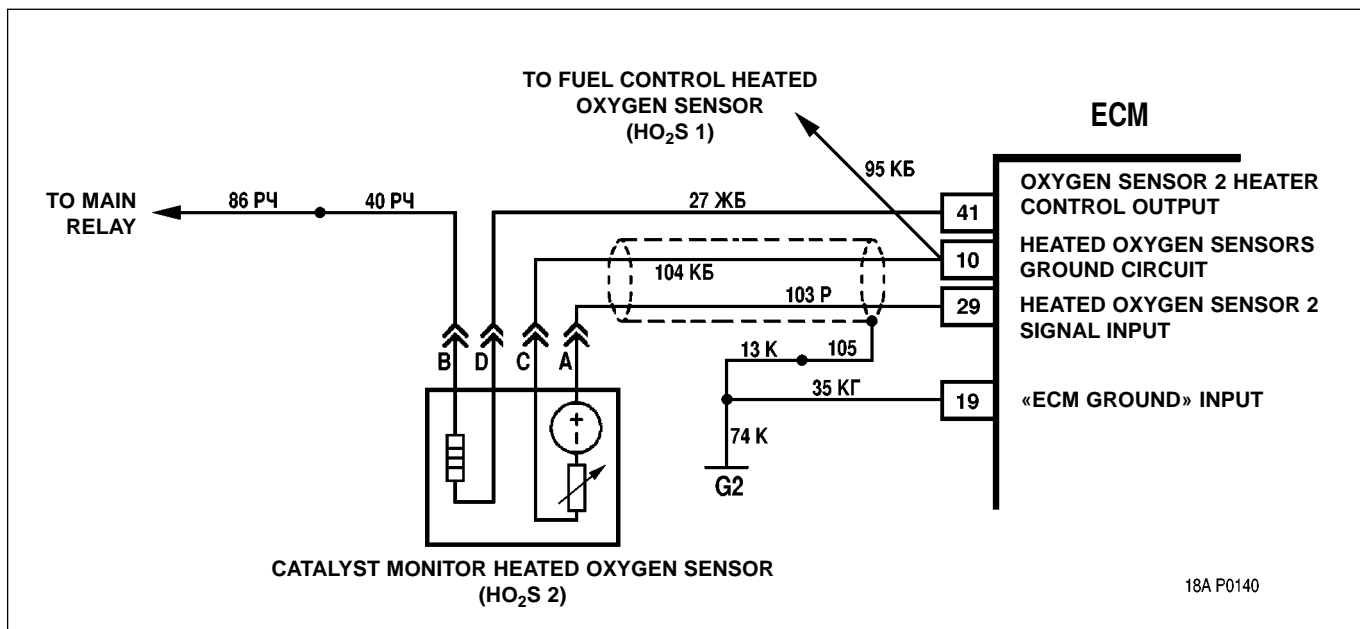 TO FUEL CONTROL HEATED
OXYGEN SENSOR
(HO2S 1)
ECM
TO MAIN
RELAY
86 РЧ
40 РЧ
27 ЖБ
95 КБ
41
OXYGEN SENSOR 2 HEATER
CONTROL OUTPUT
104 КБ
10
HEATED OXYGEN SENSORS
GROUND CIRCUIT
103 Р
29
HEATED OXYGEN SENSOR 2
SIGNAL INPUT
B
D
C
A
13 К
105
35 КГ
19
«ECM GROUND» INPUT
74 К
G2
+
-
CATALYST MONITOR HEATED OXYGEN SENSOR
(HO2S 2)
18A P0140